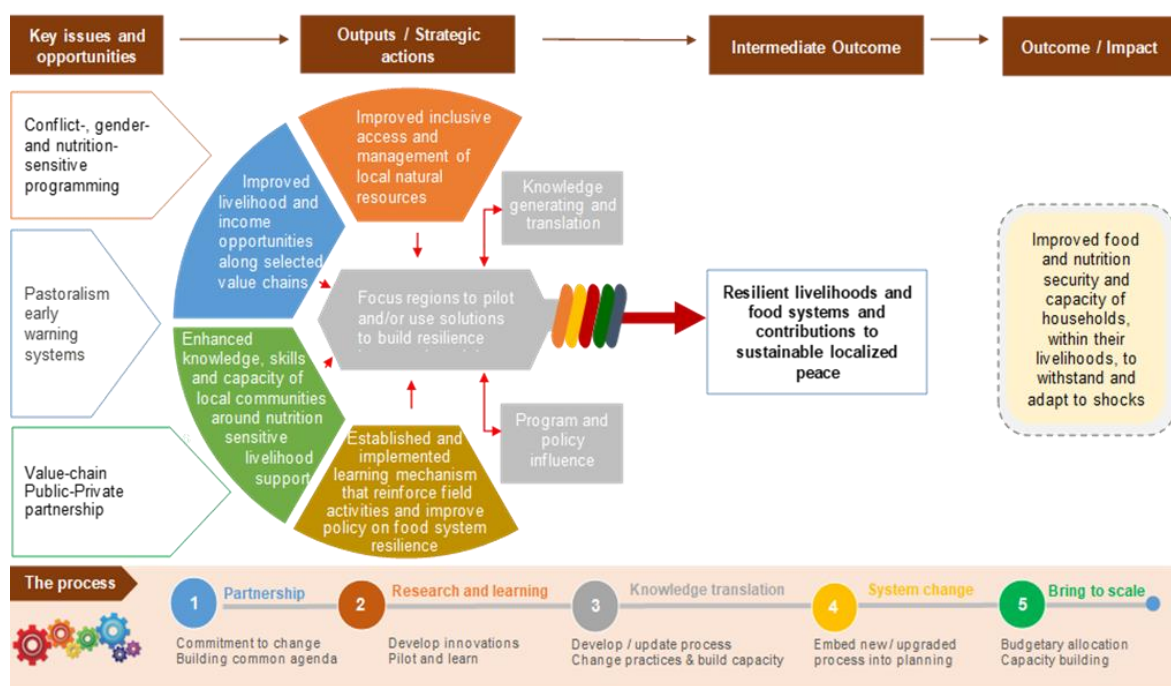 Key issues and
opportunities
Outputs / Strategic
actions
Intermediate Outcome
Outcome / Impact
Conflict-, gender-
and nutrition-
sensitive
programming
Pastoralism
early
warning
systems
Value-chain
Public-Private
partnership
Improved inclusive
access and
management of
local natural
resources
Improved
livelihood and
income
opportunities
along selected
value chains
Enhanced
knowledge, skills
and capacity of
local communities
around nutrition
sensitive
livelihood
support
Established and
implemented
learning mechanism
that reinforce field
activities and improve
policy on food system
resilience
Knowledge
generating and
translation
Focus regions to pilot
and/or use solutions
to build resilience
Program and
policy
influence
Resilient livelihoods and
food systems and
contributions to
sustainable localized
peace
Improved food
and nutrition
security and
capacity of
households,
within their
livelihoods, to
withstand and
adapt to shocks
The process
1
Partnership
Commitment to change
Building common agenda
2
Research and learning
Develop innovations
Pilot and learn
3
Knowledge translation
Develop / update process
Change practices & build capacity
4
System change
Embed new/ upgraded
process into planning
5
Bring to scale
Budgetary allocation
Capacity building